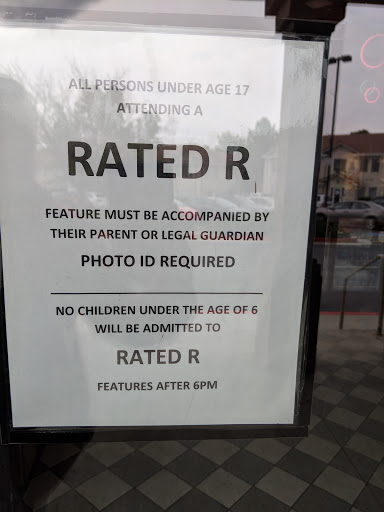 ALL PERSONS UNDER AGE 17
ATTENDING A
RATED R
FEATURE MUST BE ACCOMPANIED BY
THEIR PARENT OR LEGAL GUARDIAN
PHOTO ID REQUIRED
NO CHILDREN UNDER THE AGE OF 6
WILL BE ADMITTED TO
RATED R
FEATURES AFTER 6PM